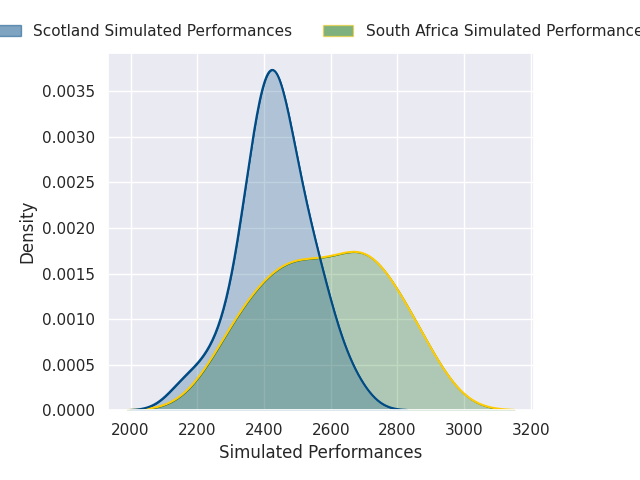 Scotland Simulated Performances
South Africa Simulated Performance
0.0035
0.0030
0.0025
0.0020
0.0015
0.0010
0.0005
0.0000
Density
2000 2200 2400 2600 2800 3000 3200
Simulated Performances